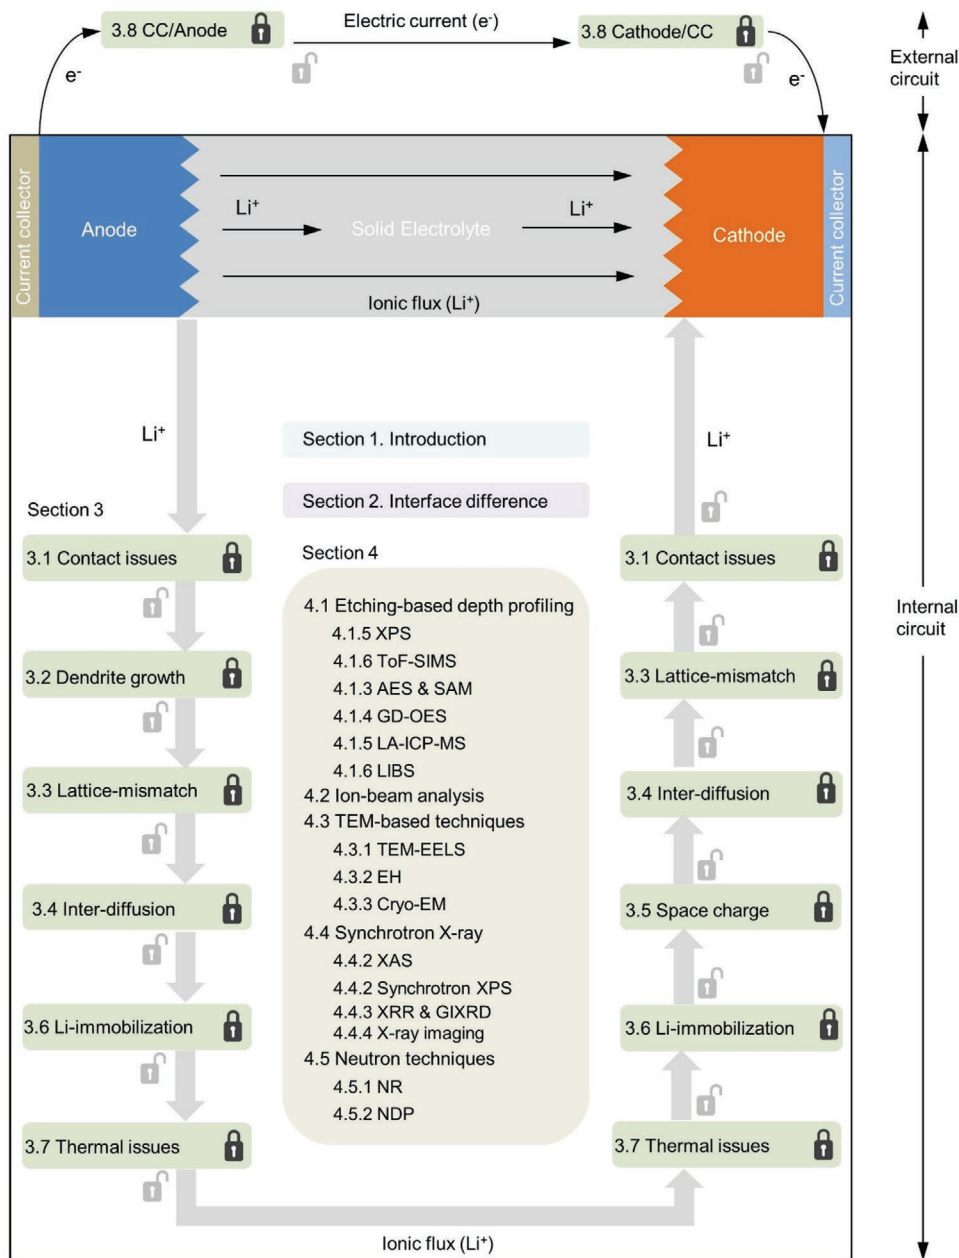 3.8 CC/Anode
Electric current (e-)
3.8 Cathode/CC
External
circuit
e-
e-
Current collector
Anode
Li+
Solid Electrolyte
Li+
Cathode
Current collector
Ionic flux (Li+)
Li+
Li+
Section 1. Introduction
Section 2. Interface difference
Section 3
3.1 Contact issues
3.2 Dendrite growth
3.3 Lattice-mismatch
3.4 Inter-diffusion
3.6 Li-immobilization
3.7 Thermal issues
Section 4
4.1 Etching-based depth profiling
4.1.5 XPS
4.1.6 ToF-SIMS
4.1.3 AES & SAM
4.1.4 GD-OES
4.1.5 LA-ICP-MS
4.1.6 LIBS
4.2 Ion-beam analysis
4.3 TEM-based techniques
4.3.1 TEM-EELS
4.3.2 EH
4.3.3 Cryo-EM
4.4 Synchrotron X-ray
4.4.2 XAS
4.4.2 Synchrotron XPS
4.4.3 XRR & GIXRD
4.4.4 X-ray imaging
4.5 Neutron techniques
4.5.1 NR
4.5.2 NDP
3.1 Contact issues
3.3 Lattice-mismatch
3.4 Inter-diffusion
3.5 Space charge
3.6 Li-immobilization
3.7 Thermal issues
Internal
circuit
Ionic flux (Li+)